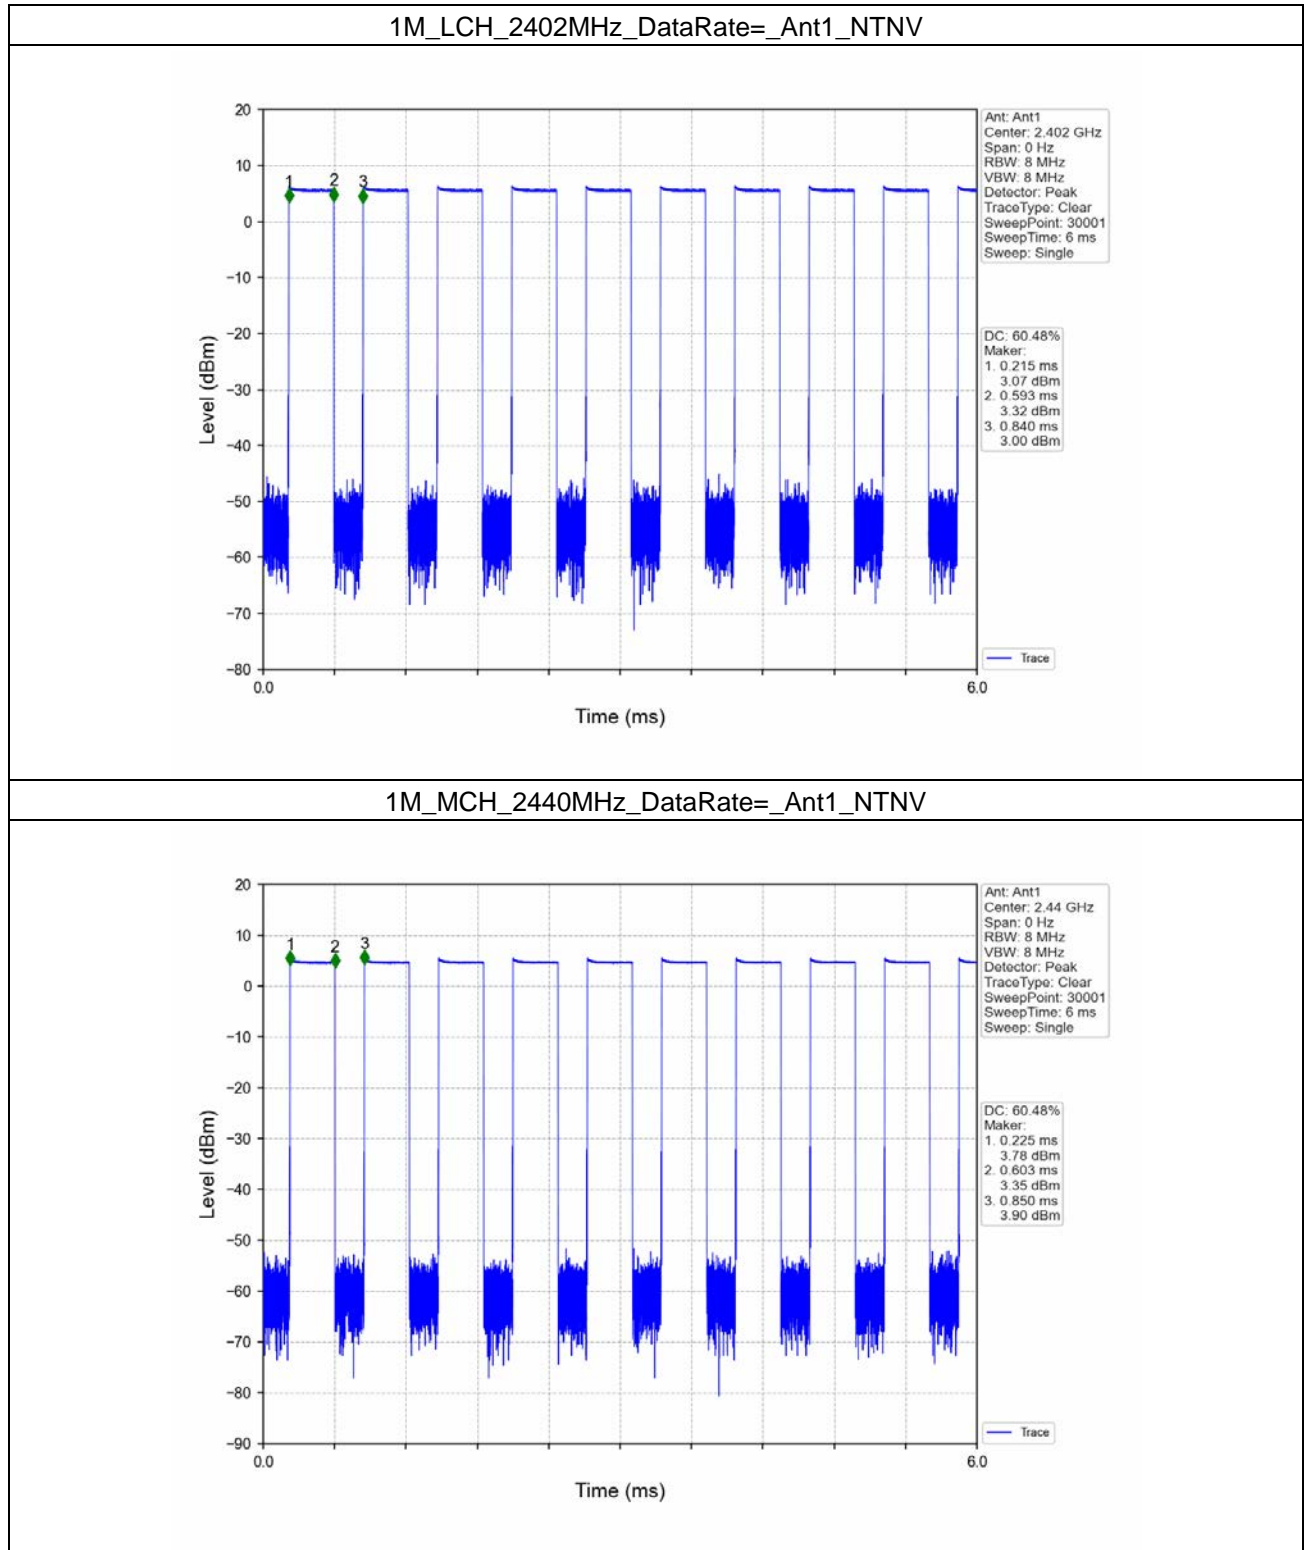 1M_LCH_2402MHz_DataRate=_Ant1_NTNV
20
10
0
−10
−20
−30
−40
−50
−60
−70
−80
Level (dBm)
1
2
3
0.0
6.0
Time (ms)
Ant: Ant1
Center: 2.402 GHz
Span: 0 Hz
RBW: 8 MHz
VBW: 8 MHz
Detector: Peak
TraceType: Clear
SweepPoint: 30001
SweepTime: 6 ms
Sweep: Single
DC: 60.48%
Maker:
1. 0.215 ms
3.07 dBm
2. 0.593 ms
3.32 dBm
3. 0.840 ms
3.00 dBm
Trace
1M_MCH_2440MHz_DataRate=_Ant1_NTNV
20
10
0
−10
−20
−30
−40
−50
−60
−70
−80
−90
Level (dBm)
1
2
3
0.0
6.0
Time (ms)
Ant: Ant1
Center: 2.44 GHz
Span: 0 Hz
RBW: 8 MHz
VBW: 8 MHz
Detector: Peak
TraceType: Clear
SweepPoint: 30001
SweepTime: 6 ms
Sweep: Single
DC: 60.48%
Maker:
1. 0.225 ms
3.78 dBm
2. 0.603 ms
3.35 dBm
3. 0.850 ms
3.90 dBm
Trace